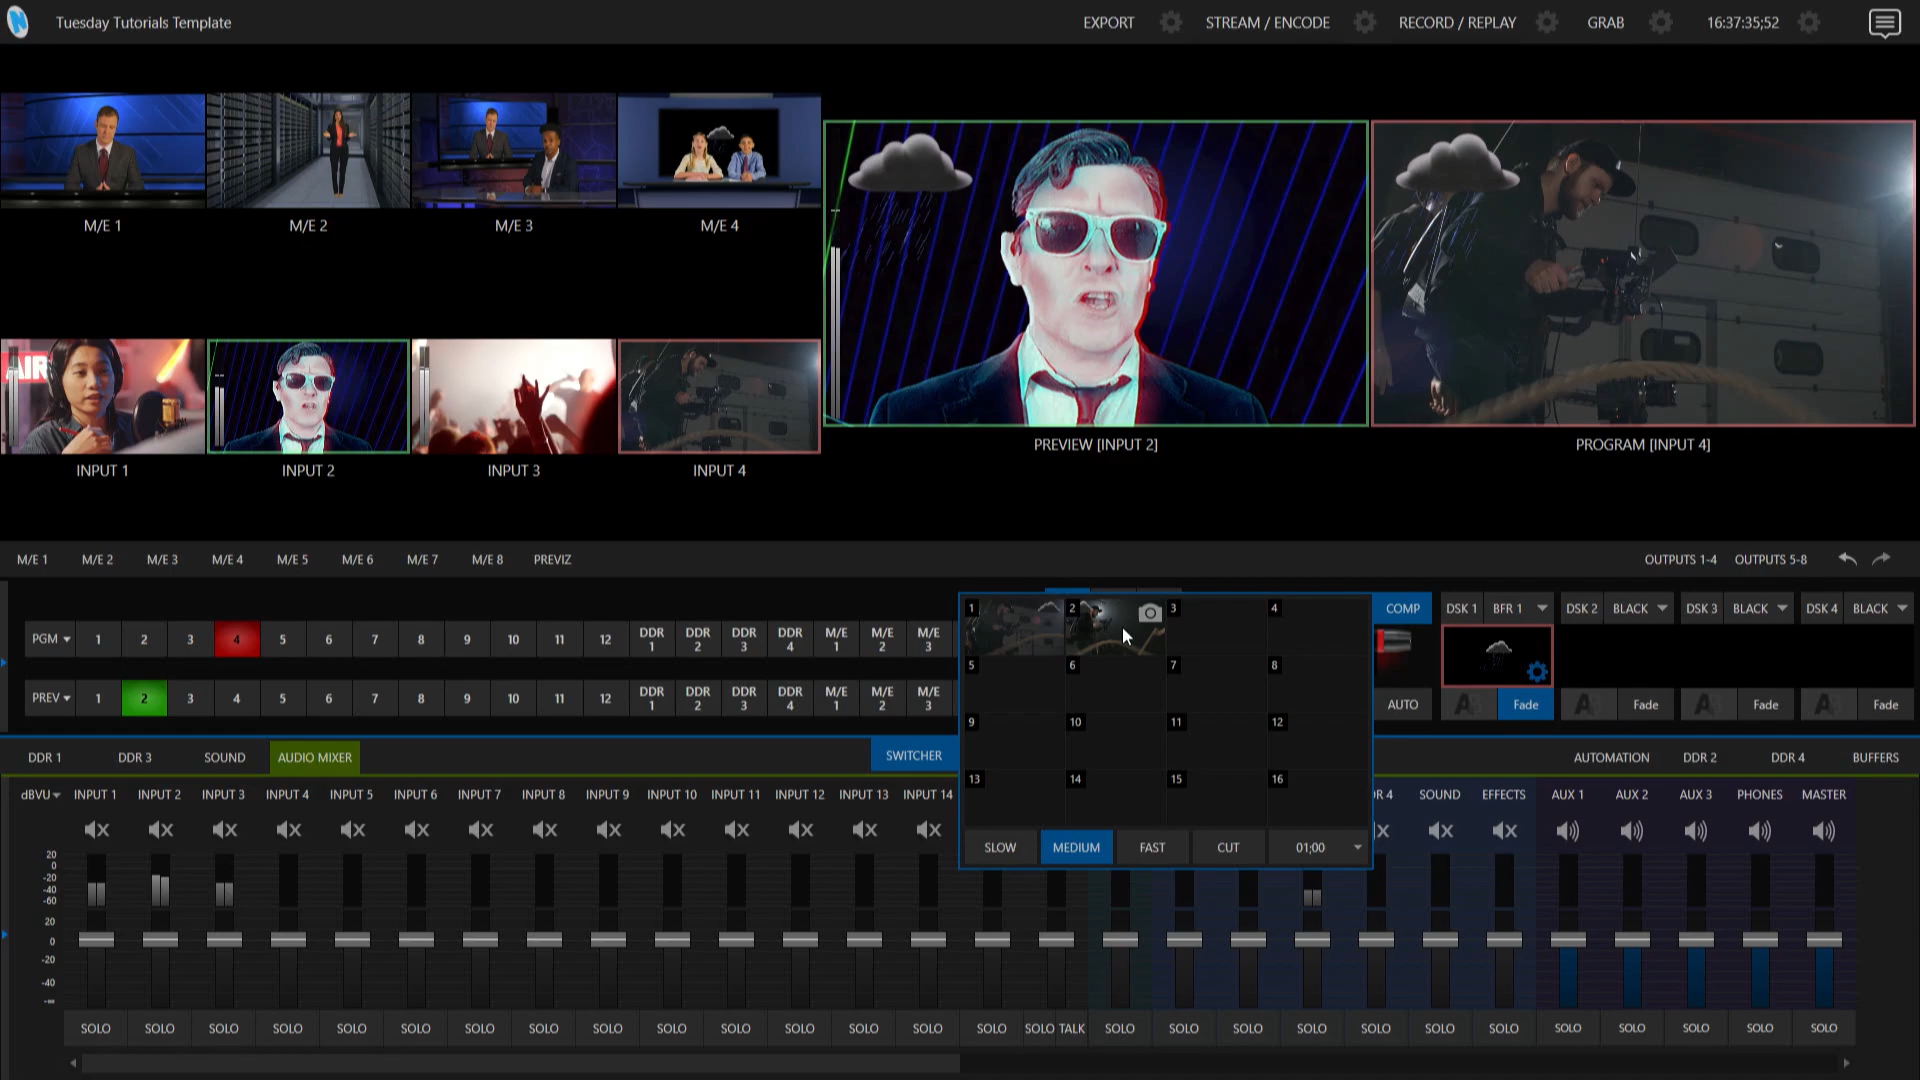 Tuesday Tutorials Template
EXPORT STREAM / ENCODE RECORD / REPLAY GRAB 16:37:35;52
M/E 1 M/E 2 M/E 3 M/E 4
AIR
INPUT 1 INPUT 2 INPUT 3 INPUT 4
PREVIEW [INPUT 2] PROGRAM [INPUT 4]
M/E 1 M/E 2 M/E 3 M/E 4 M/E 5 M/E 6 M/E 7 M/E 8 PREVIZ OUTPUTS 1-4 OUTPUTS 5-8
1 2 3 4
COMP DSK 1 BFR 1 DSK 2 BLACK DSK 3 BLACK DSK 4 BLACK
PGM 1 2 3 4 5 6 7 8 9 10 11 12 DDR 1 DDR 2 DDR 3 DDR 4 M/E 1 M/E 2 M/E 3
5 6 7 8
PREV 1 2 3 4 5 6 7 8 9 10 11 12 DDR 1 DDR 2 DDR 3 DDR 4 M/E 1 M/E 2 M/E 3
AUTO Fade Fade Fade Fade
9 10 11 12
DDR 1 DDR 3 SOUND AUDIO MIXER SWITCHER AUTOMATION DDR 2 DDR 4 BUFFERS
13 14 15 16
dBVU INPUT 1 INPUT 2 INPUT 3 INPUT 4 INPUT 5 INPUT 6 INPUT 7 INPUT 8 INPUT 9 INPUT 10 INPUT 11 INPUT 12 INPUT 13 INPUT 14 R 4 SOUND EFFECTS AUX 1 AUX 2 AUX 3 PHONES MASTER
SLOW MEDIUM FAST CUT 01;00
20
0
-20
-40
-60
20
0
-20
-40
-∞
SOLO SOLO SOLO SOLO SOLO SOLO SOLO SOLO SOLO SOLO SOLO SOLO SOLO SOLO SOLO SOLO TALK SOLO SOLO SOLO SOLO SOLO SOLO SOLO SOLO SOLO SOLO SOLO SOLO